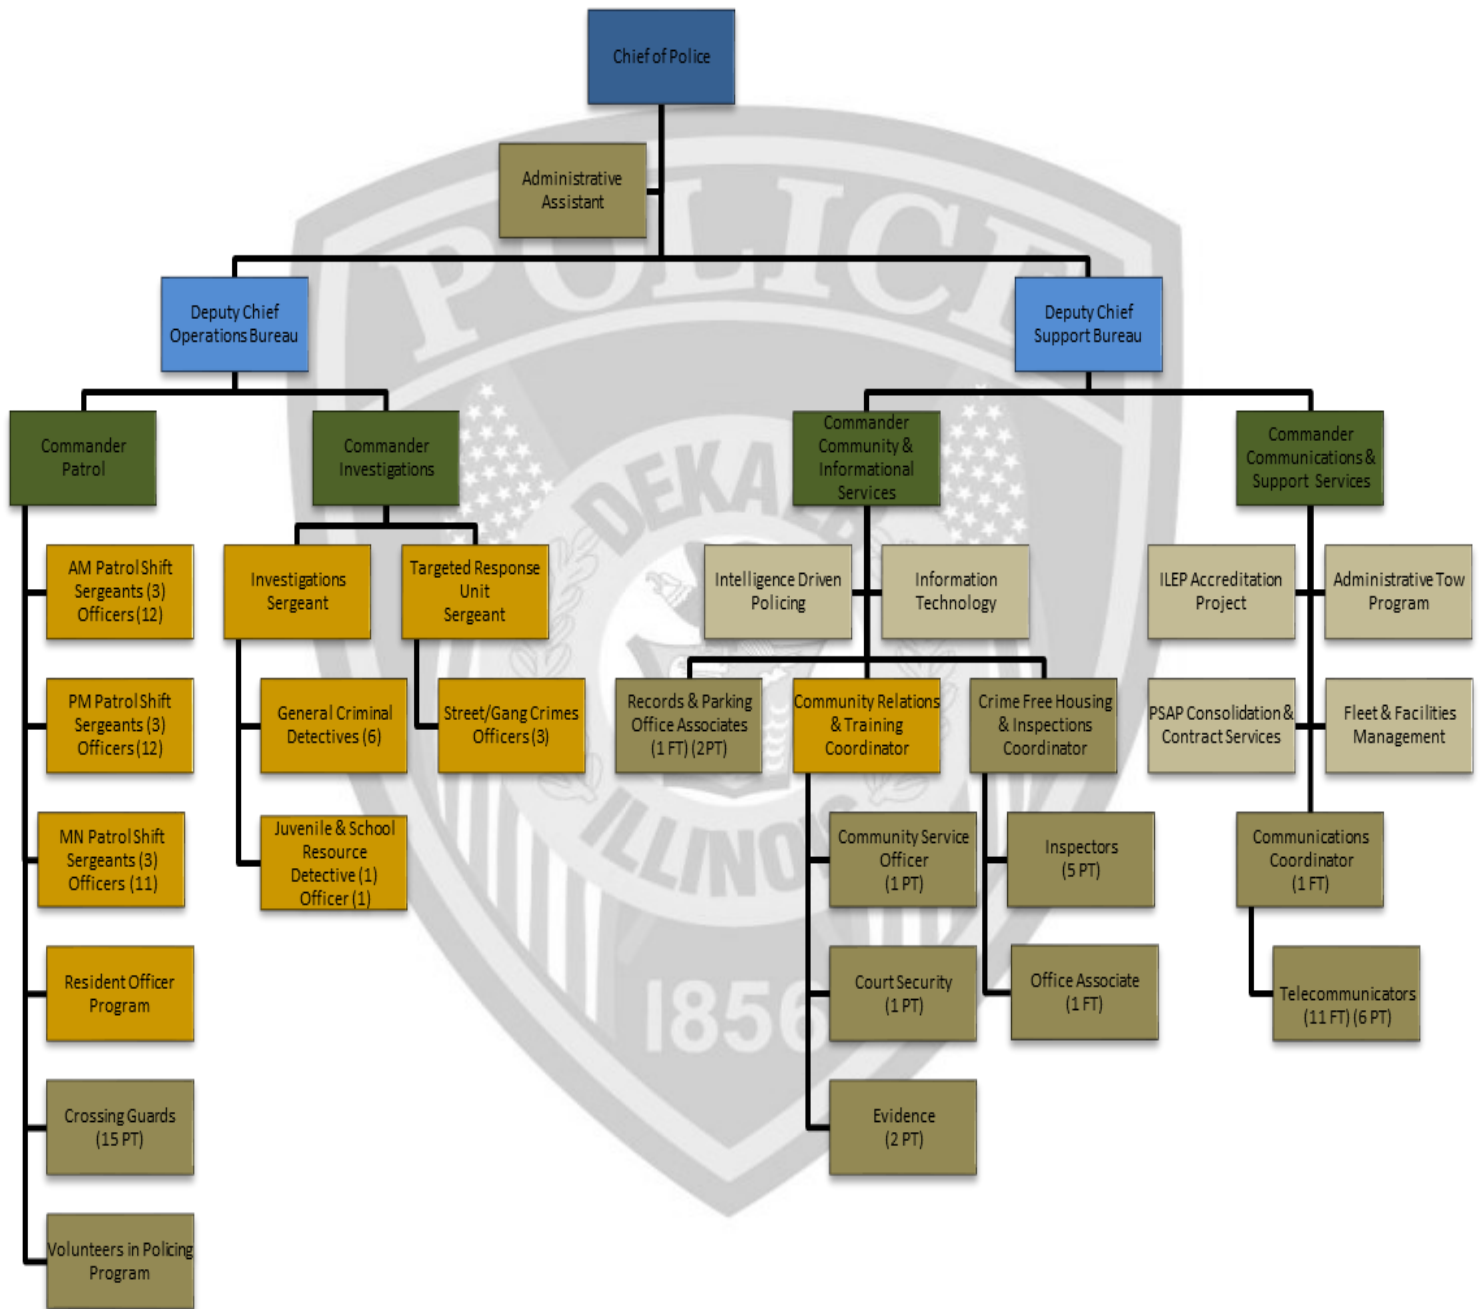 Chief of Police
Administrative
Assistant
Deputy Chief
Operations Bureau
Deputy Chief
Support Bureau
Commander
Patrol
Commander
Investigations
Commander
Community &
Informational
Services
Commander
Communications &
Support Services
AM Patrol Shift
Sergeants (3)
Officers (12)
Investigations
Sergeant
Targeted Response
Unit
Sergeant
Intelligence Driven
Policing
Information
Technology
ILEP Accreditation
Project
Administrative Tow
Program
PM Patrol Shift
Sergeants (3)
Officers (12)
General Criminal
Detectives (6)
Street/Gang Crimes
Officers (3)
Records & Parking
Office Associates
(1 FT) (2PT)
Community Relations
& Training
Coordinator
Crime Free Housing
& Inspections
Coordinator
PSAP Consolidation &
Contract Services
Fleet & Facilities
Management
MN Patrol Shift
Sergeants (3)
Officers (11)
Juvenile & School
Resource
Detective (1)
Officer (1)
Community Service
Officer
(1 PT)
Inspectors
(5 PT)
Communications
Coordinator
(1 FT)
Resident Officer
Program
Court Security
(1 PT)
Office Associate
(1 FT)
Telecommunicators
(11 FT) (6 PT)
Crossing Guards
(15 PT)
Evidence
(2 PT)
Volunteers in Policing
Program
POLICE
DEKALB
ILLINOIS
1856